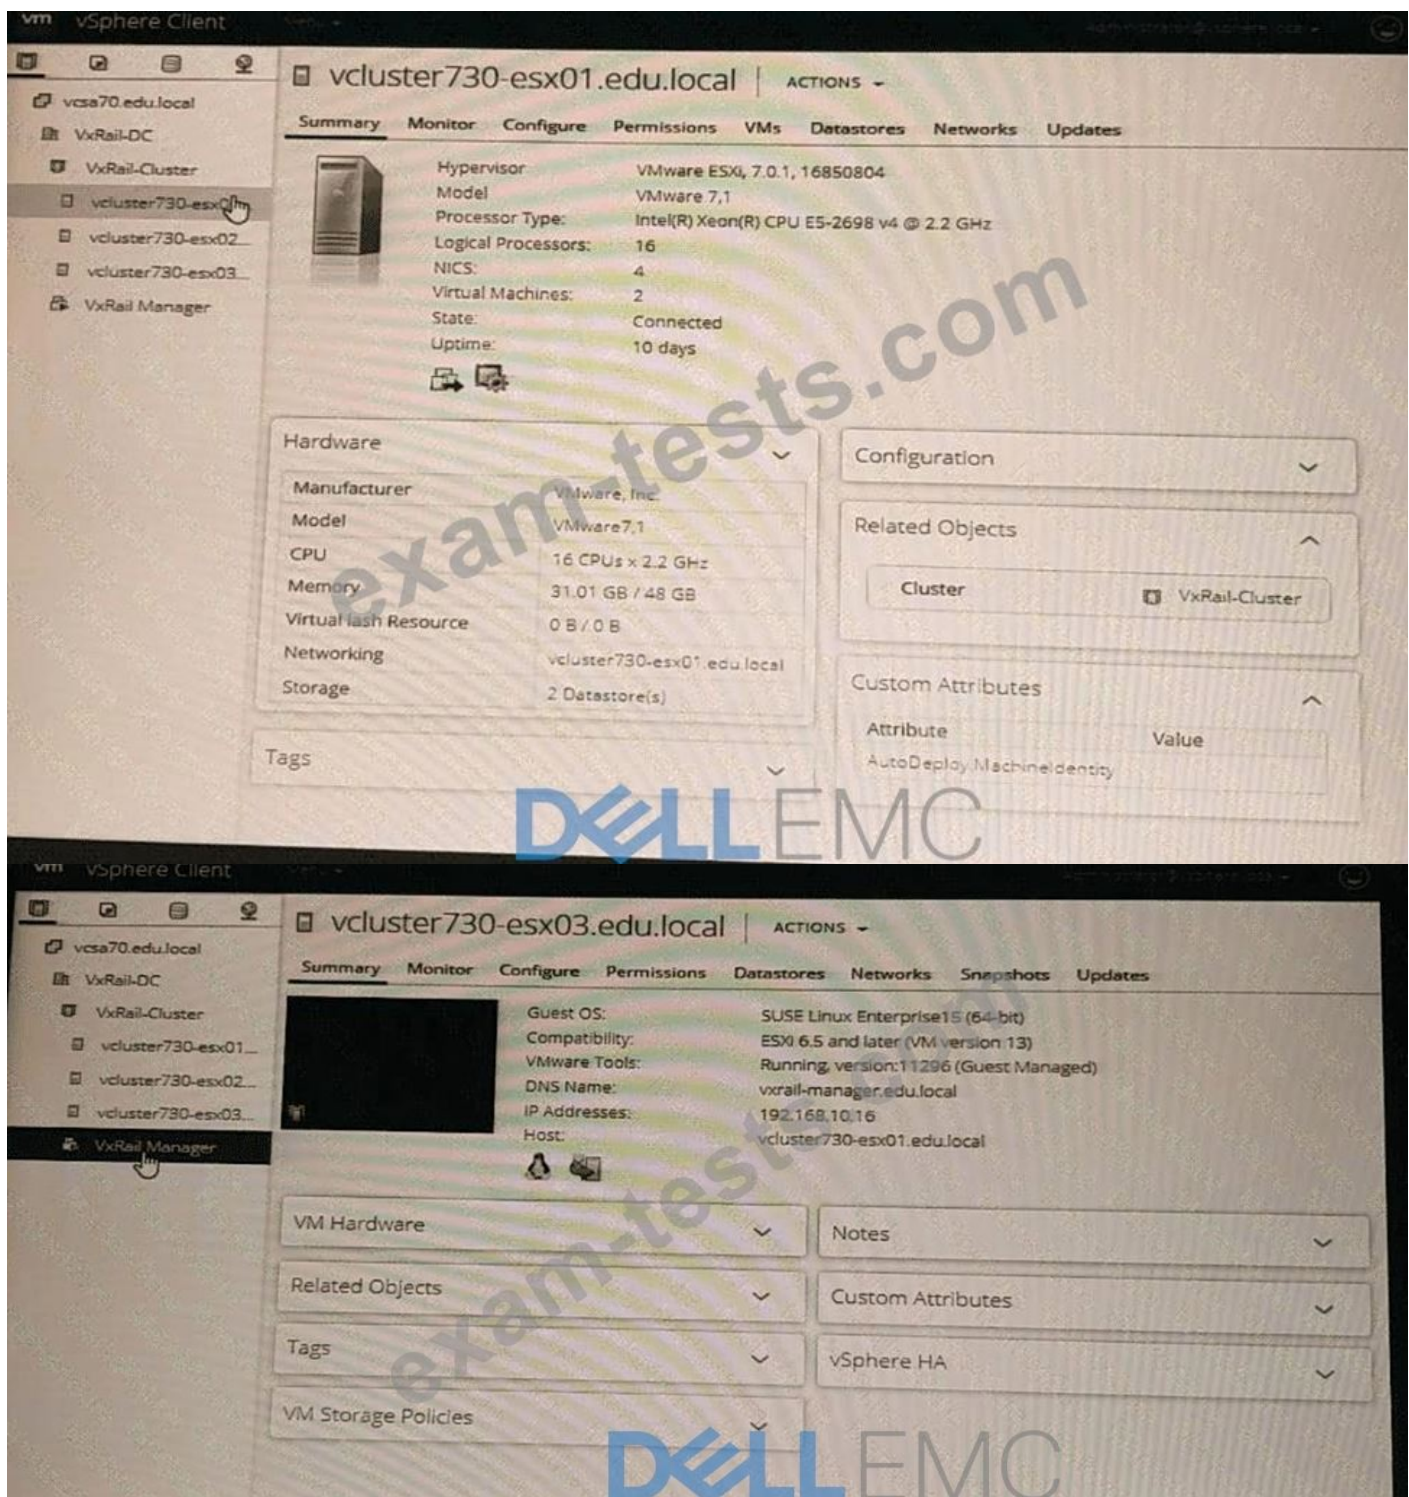 vm vSphere Client
vcluster730-esx01.edu.local | ACTIONS
vcsa70.edu.local
VxRail-DC
VxRail-Cluster
vcluster730-esx0
vcluster730-esx02...
vcluster730-esx03...
VxRail Manager
Summary Monitor Configure Permissions VMs Datastores Networks Updates
Hypervisor VMware ESXi, 7.0.1, 16850804
Model VMware 7,1
Processor Type: Intel(R) Xeon(R) CPU E5-2698 v4 @ 2.2 GHz
Logical Processors: 16
NICS: 4
Virtual Machines: 2
State: Connected
Uptime: 10 days
Hardware
Manufacturer VMware, Inc.
Model VMware7,1
CPU 16 CPUs x 2.2 GHz
Memory 31.01 GB / 48 GB
Virtual lash Resource 0 B / 0 B
Networking vcluster730-esx01.edu.local
Storage 2 Datastore(s)
Tags
Configuration
Related Objects
Cluster VxRail-Cluster
Custom Attributes
Attribute Value
AutoDeploy.MachineIdentity
exam-tests.com
DELLEMC
vm vSphere Client
vcluster730-esx03.edu.local | ACTIONS
vcsa70.edu.local
VxRail-DC
VxRail-Cluster
vcluster730-esx01...
vcluster730-esx02...
vcluster730-esx03...
VxRail Manager
Summary Monitor Configure Permissions Datastores Networks Snapshots Updates
Guest OS: SUSE Linux Enterprise15 (64-bit)
Compatibility: ESXi 6.5 and later (VM version 13)
VMware Tools: Running, version:11296 (Guest Managed)
DNS Name: vxrail-manager.edu.local
IP Addresses: 192.168.10.16
Host: vcluster730-esx01.edu.local
VM Hardware
Related Objects
Tags
VM Storage Policies
Notes
Custom Attributes
vSphere HA
exam-tests.com
DELLEMC